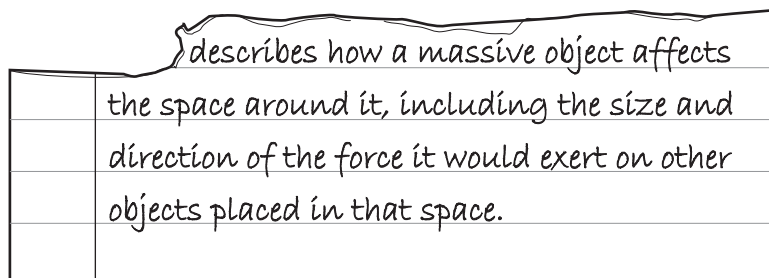 describes how a massive object affects
the space around it, including the size and
direction of the force it would exert on other
objects placed in that space.